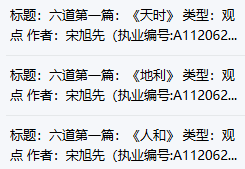 标题：六道第一篇：《天时》 类型：观
点 作者：宋旭先（执业编号:A112062...
标题：六道第一篇：《地利》 类型：观
点 作者：宋旭先（执业编号:A112062...
标题：六道第一篇：《人和》 类型：观
点 作者：宋旭先（执业编号:A112062...